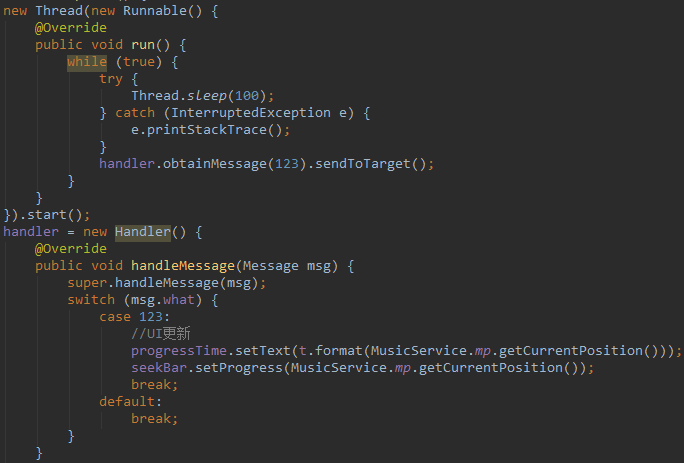 new Thread(new Runnable() {
    @Override
    public void run() {
        while (true) {
            try {
                Thread.sleep(100);
            } catch (InterruptedException e) {
                e.printStackTrace();
            }
            handler.obtainMessage(123).sendToTarget();
        }
    }
}).start();
handler = new Handler() {
    @Override
    public void handleMessage(Message msg) {
        super.handleMessage(msg);
        switch (msg.what) {
            case 123:
                //UI更新
                progressTime.setText(t.format(MusicService.mp.getCurrentPosition()));
                seekBar.setProgress(MusicService.mp.getCurrentPosition());
                break;
            default:
                break;
        }
    }